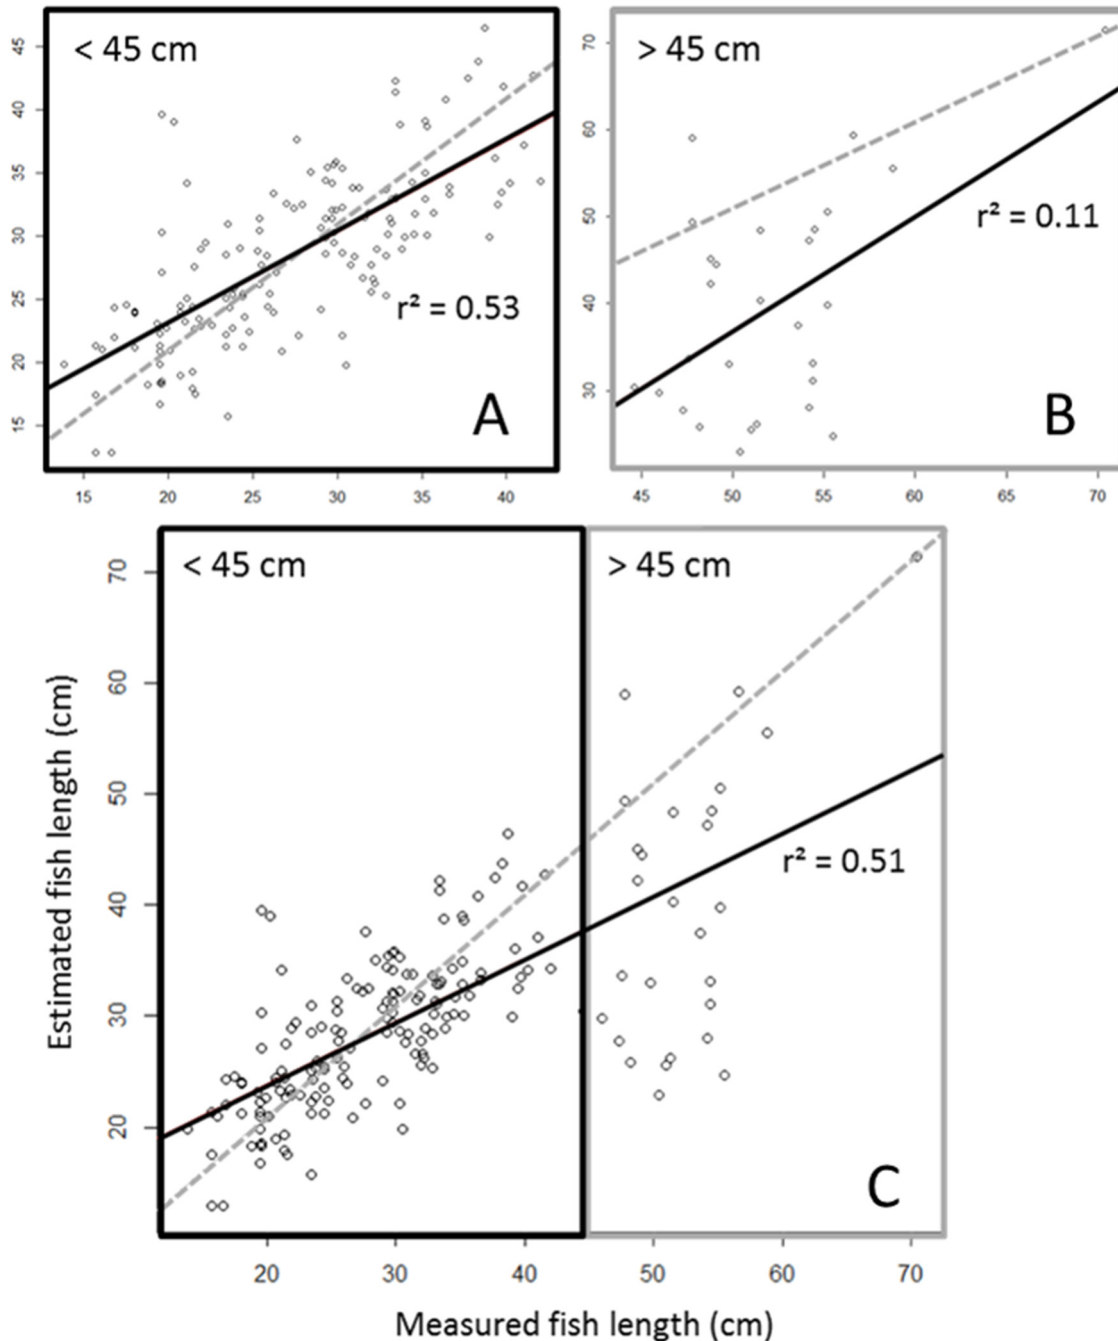 < 45 cm
45
40
35
30
25
20
15
r² = 0.53
A
15 20 25 30 35 40
> 45 cm
70
60
50
40
30
r² = 0.11
B
45 50 55 60 65 70
< 45 cm
> 45 cm
70
60
50
40
30
20
Estimated fish length (cm)
r² = 0.51
C
20 30 40 50 60 70
Measured fish length (cm)